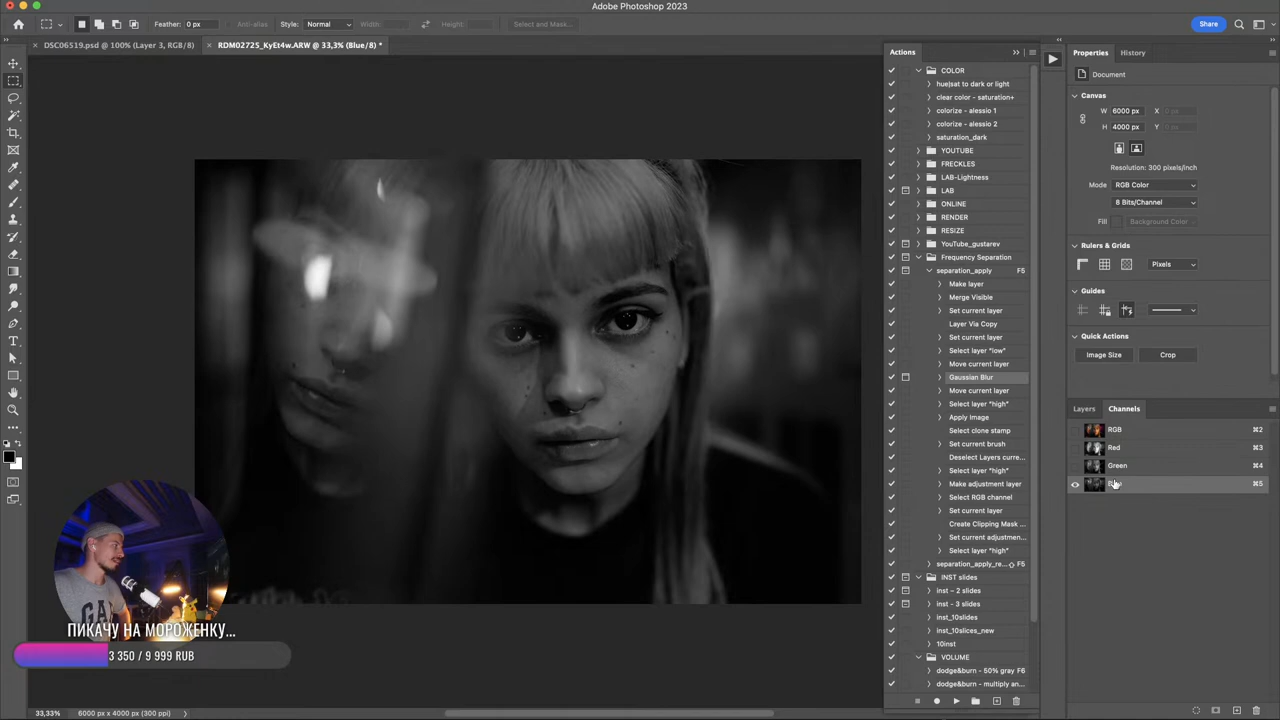 Adobe Photoshop 2023
Feather: 0 px
Anti-alias
Style: Normal
Width:
Height:
Select and Mask...
Share
DSC06519.psd @ 100% (Layer 3, RGB/8)
RDM02725_KyEt4w.ARW @ 33,3% (Blue/8) *
Actions
COLOR
hue|sat to dark or light
clear color - saturation+
colorize - alessio 1
colorize - alessio 2
saturation_dark
YOUTUBE
FRECKLES
LAB-Lightness
LAB
ONLINE
RENDER
RESIZE
YouTube_gustarev
Frequency Separation
separation_apply F5
Make layer
Merge Visible
Set current layer
Layer Via Copy
Set current layer
Select layer "low"
Move current layer
Gaussian Blur
Move current layer
Select layer "high"
Apply Image
Select clone stamp
Set current brush
Deselect Layers curre...
Select layer "high"
Make adjustment layer
Select RGB channel
Set current layer
Create Clipping Mask ...
Set current adjustmen...
Select layer "high"
separation_apply_re... F5
INST slides
inst – 2 slides
inst - 3 slides
inst_10slides
inst_10slices_new
10inst
VOLUME
dodge&burn - 50% gray F6
dodge&burn - multiply an...
Properties
History
Document
Canvas
W 6000 px X 0 px
H 4000 px Y 0 px
Resolution: 300 pixels/inch
Mode RGB Color
8 Bits/Channel
Fill Background Color
Rulers & Grids
Pixels
Guides
Quick Actions
Image Size
Crop
Layers
Channels
RGB ⌘2
Red ⌘3
Green ⌘4
⌘5
ПИКАЧУ НА МОРОЖЕНКУ...
3 350 / 9 999 RUB
33,33%
6000 px x 4000 px (300 ppi)